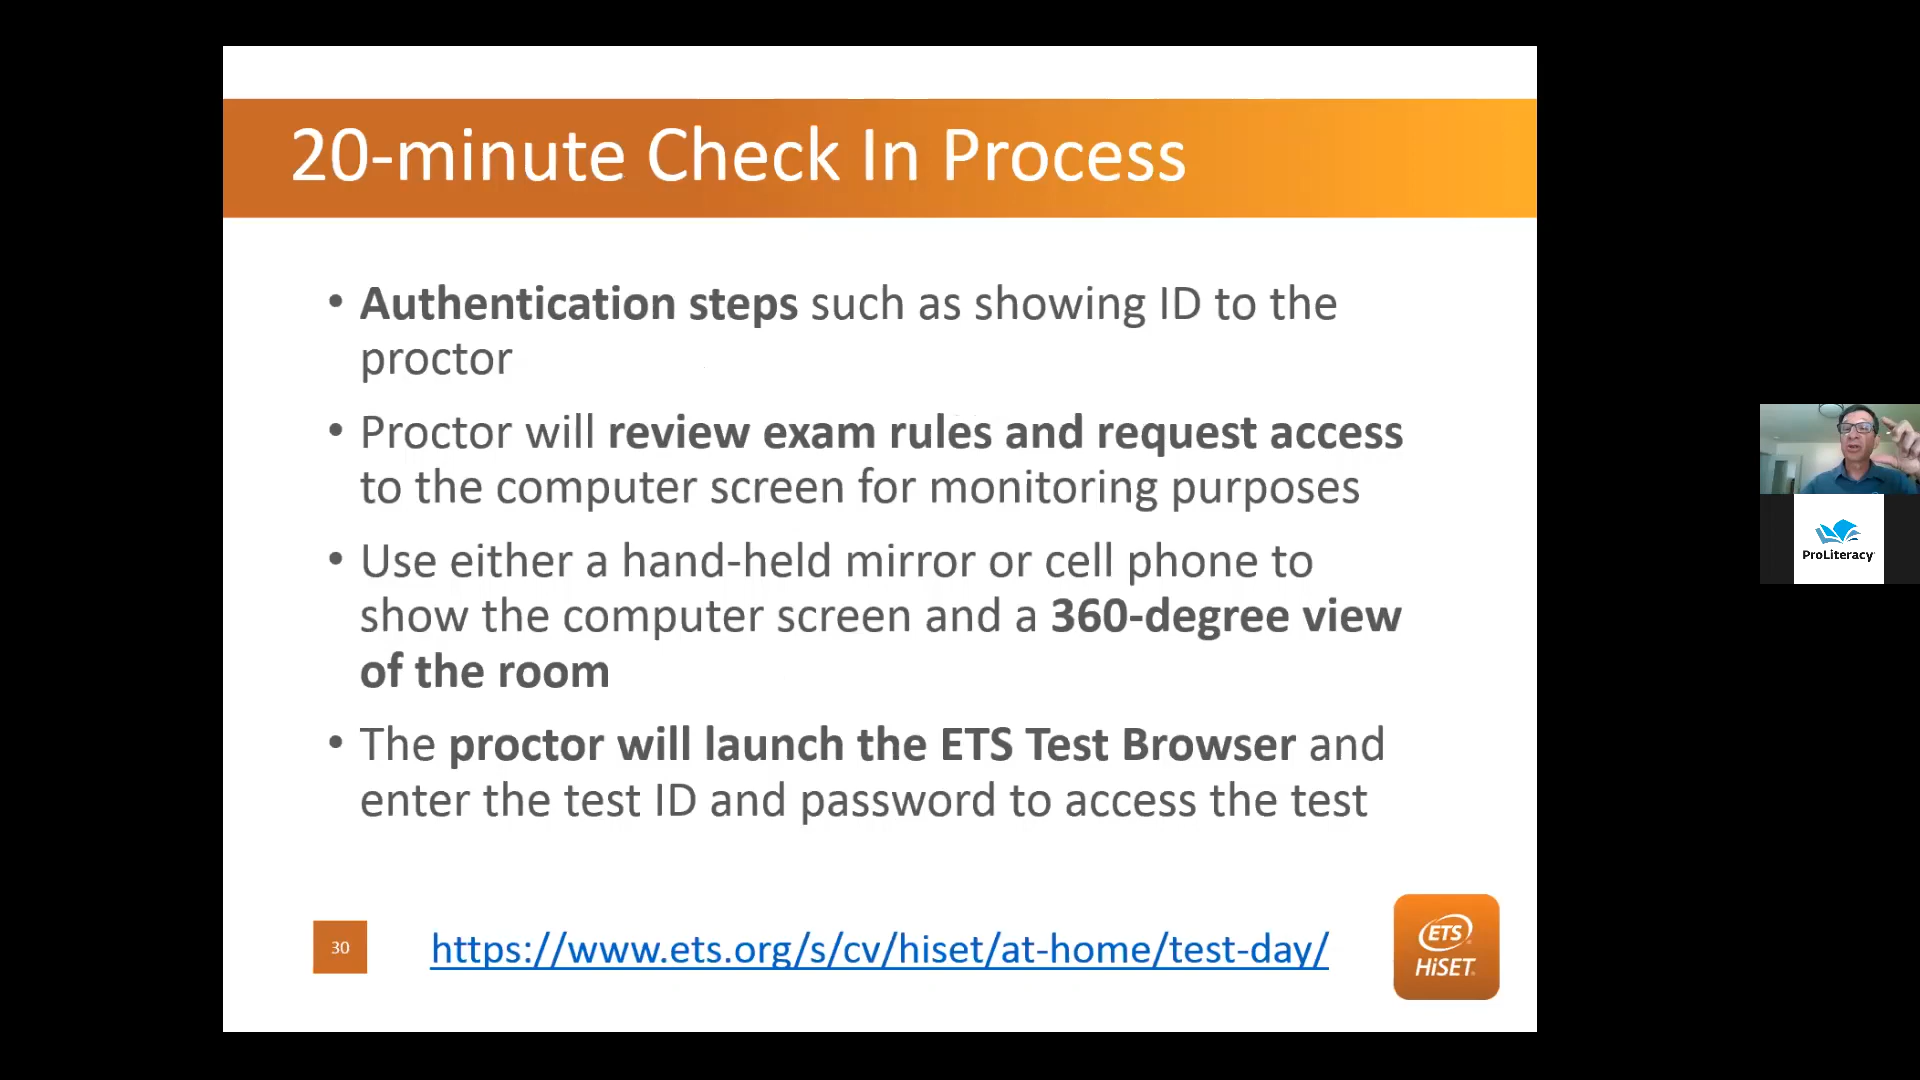 20-minute Check In Process
• Authentication steps such as showing ID to the
proctor
• Proctor will review exam rules and request access
to the computer screen for monitoring purposes
• Use either a hand-held mirror or cell phone to
show the computer screen and a 360-degree view
of the room
• The proctor will launch the ETS Test Browser and
enter the test ID and password to access the test
30
https://www.ets.org/s/cv/hiset/at-home/test-day/
ETS
HiSET
ProLiteracy